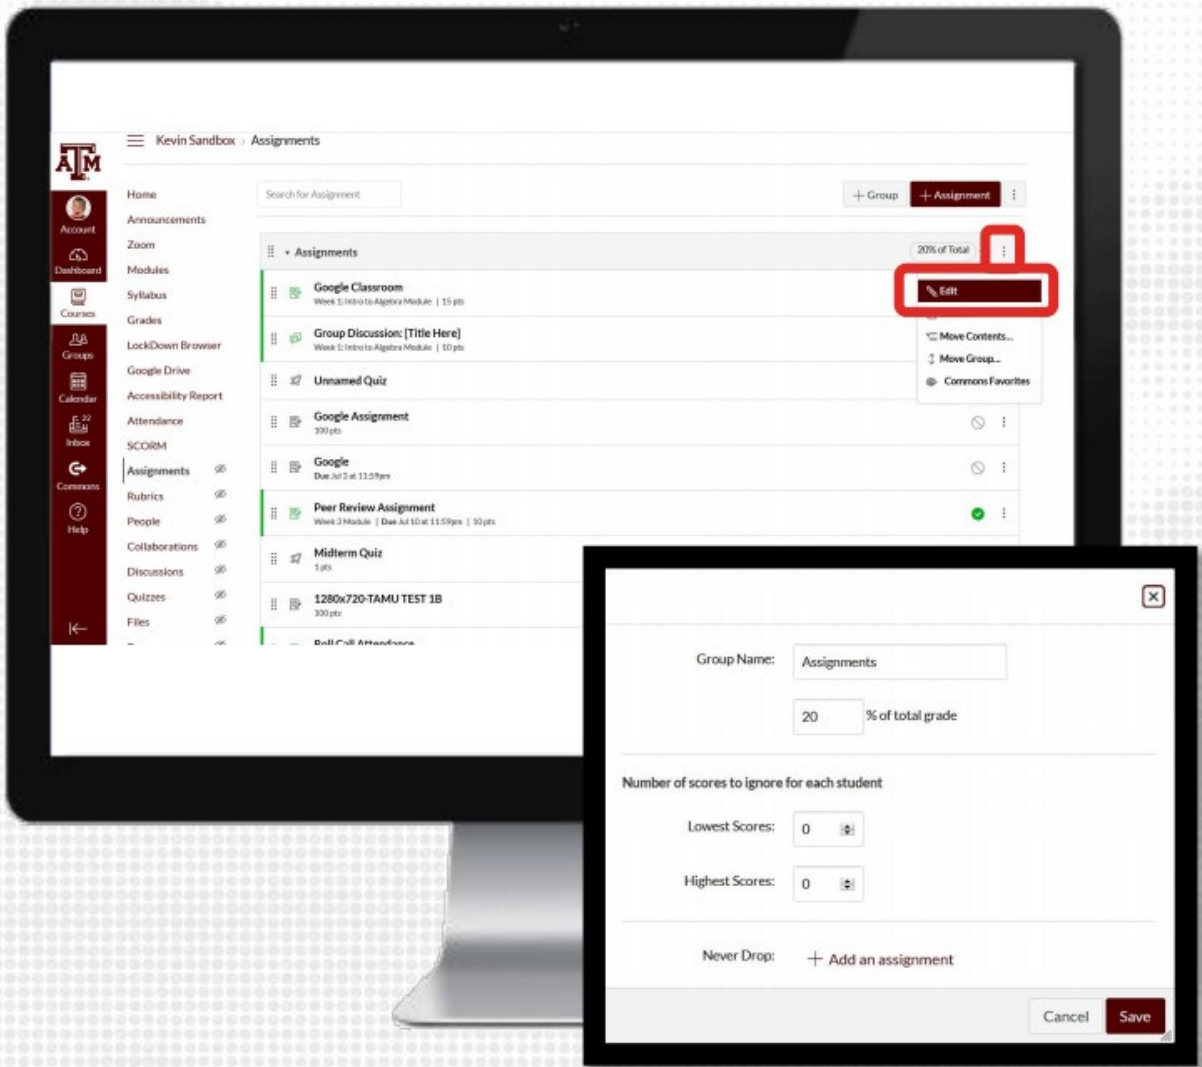 Kevin Sandbox › Assignments
ĀTM
Account
Dashboard
Courses
Groups
Calendar
22
Inbox
Commons
Help
Home
Announcements
Zoom
Modules
Syllabus
Grades
LockDown Browser
Google Drive
Accessibility Report
Attendance
SCORM
Assignments
Rubrics
People
Collaborations
Discussions
Quizzes
Files
Search for Assignment
+ Group
+ Assignment
Assignments
20% of Total
Edit
Move Contents...
Move Group...
Commons Favorites
Google Classroom
Week 1: Intro to Algebra Module | 15 pts
Group Discussion: [Title Here]
Week 1: Intro to Algebra Module | 10 pts
Unnamed Quiz
Google Assignment
100 pts
Google
Due Jul 3 at 11:59pm
Peer Review Assignment
Week 3 Module | Due Jul 10 at 11:59pm | 10 pts
Midterm Quiz
1 pts
1280x720-TAMU TEST 1B
100 pts
Roll Call Attendance
Group Name: Assignments
20 % of total grade
Number of scores to ignore for each student
Lowest Scores: 0
Highest Scores: 0
Never Drop: + Add an assignment
Cancel
Save